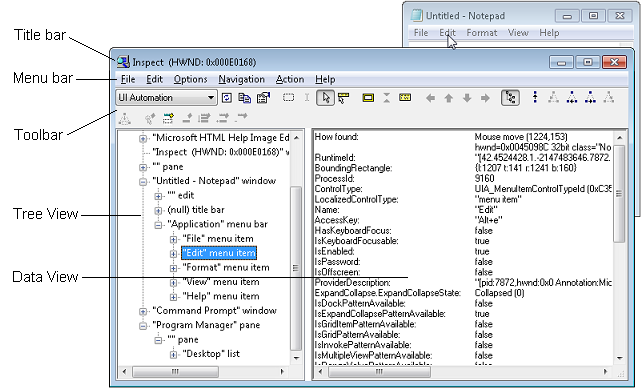 Untitled - Notepad
File Edit Format View Help
Title bar
Inspect (HWND: 0x000E0168)
Menu bar
File Edit Options Navigation Action Help
UI Automation
Toolbar
"Microsoft HTML Help Image Ed
"Inspect (HWND: 0x000E0168)" w
"" pane
"Untitled - Notepad" window
"" edit
Tree View
(null) title bar
"Application" menu bar
"File" menu item
"Edit" menu item
"Format" menu item
Data View
"View" menu item
"Help" menu item
"Command Prompt" window
"Program Manager" pane
"" pane
"Desktop" list
How found: Mouse move (1224,153)
hwnd=0x0045098C 32bit class="No
RuntimeId: "[42.4524428.1.-2147483646.7872.
BoundingRectangle: {l:1207 t:141 r:1241 b:160}
ProcessId: 9160
ControlType: UIA_MenuItemControlTypeId (0xC35
LocalizedControlType: "menu item"
Name: "Edit"
AccessKey: "Alt+e"
HasKeyboardFocus: false
IsKeyboardFocusable: true
IsEnabled: true
IsPassword: false
IsOffscreen: false
ProviderDescription: "[pid:7872,hwnd:0x0 Annotation:Mic
ExpandCollapse.ExpandCollapseState: Collapsed (0)
IsDockPatternAvailable: false
IsExpandCollapsePatternAvailable: true
IsGridItemPatternAvailable: false
IsGridPatternAvailable: false
IsInvokePatternAvailable: false
IsMultipleViewPatternAvailable: false